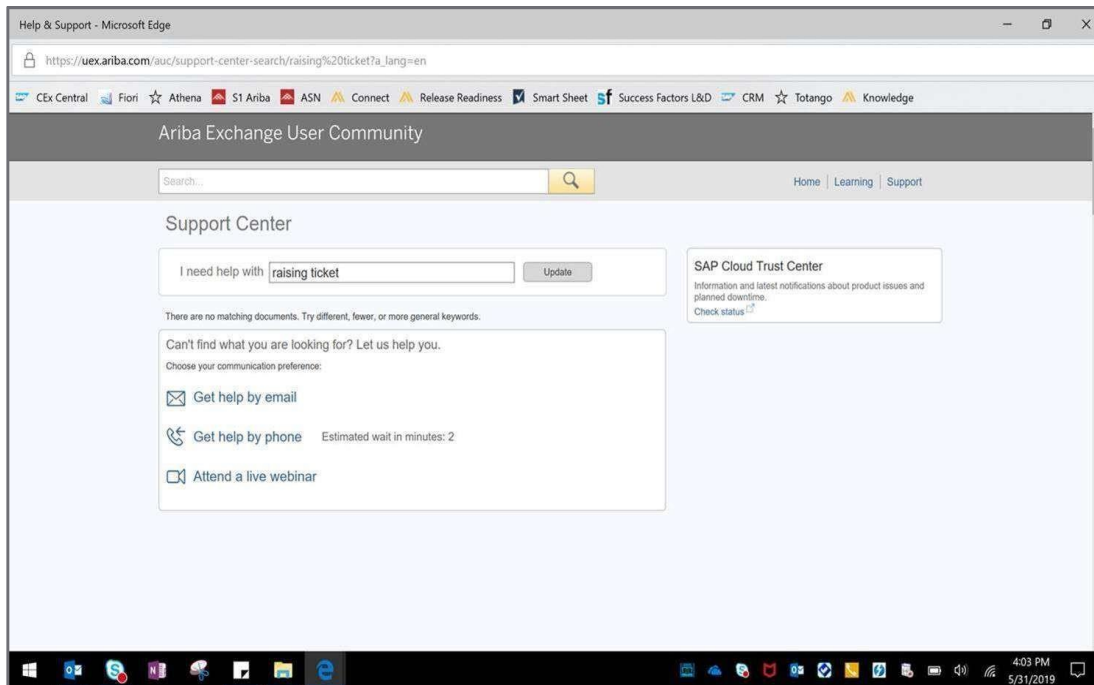 Help & Support - Microsoft Edge
https://uex.ariba.com/auc/support-center-search/raising%20ticket?a_lang=en
CEx Central Fiori Athena S1 Ariba ASN Connect Release Readiness Smart Sheet Sf Success Factors L&D CRM Totango Knowledge
Ariba Exchange User Community
Search...
Home | Learning | Support
Support Center
I need help with raising ticket Update
SAP Cloud Trust Center
Information and latest notifications about product issues and
planned downtime.
Check status
There are no matching documents. Try different, fewer, or more general keywords.
Can't find what you are looking for? Let us help you.
Choose your communication preference:
Get help by email
Get help by phone Estimated wait in minutes: 2
Attend a live webinar
4:03 PM
5/31/2019